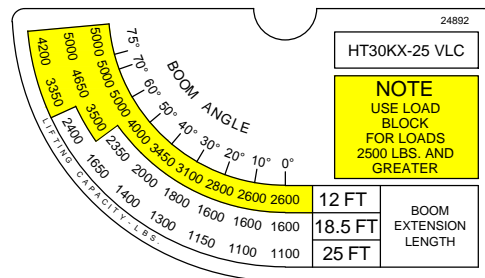 24892
HT30KX-25 VLC
NOTE
USE LOAD
BLOCK
FOR LOADS
2500 LBS. AND
GREATER
BOOM ANGLE
75° 70° 60° 50° 40° 30° 20° 10° 0°
5000 5000 5000 4000 3450 3100 2800 2600 2600 12 FT
5000 4650 3500 2350 2000 1800 1600 1600 1600 18.5 FT
4200 3350 2400 1650 1400 1300 1150 1100 1100 25 FT
LIFTING CAPACITY-LBS.
BOOM
EXTENSION
LENGTH